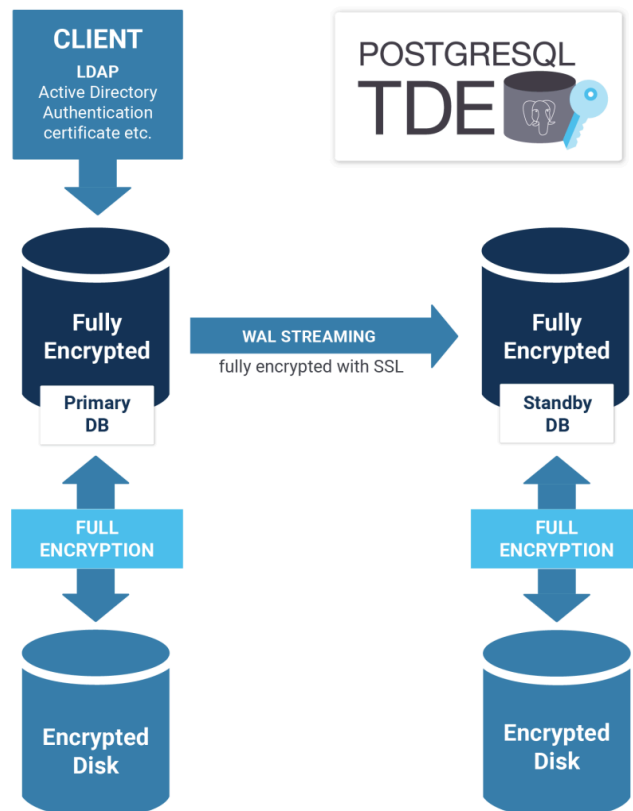 CLIENT
LDAP
Active Directory
Authentication
certificate etc.
POSTGRESQL
TDE
Fully
Encrypted
Primary
DB
WAL STREAMING
fully encrypted with SSL
Fully
Encrypted
Standby
DB
FULL
ENCRYPTION
FULL
ENCRYPTION
Encrypted
Disk
Encrypted
Disk